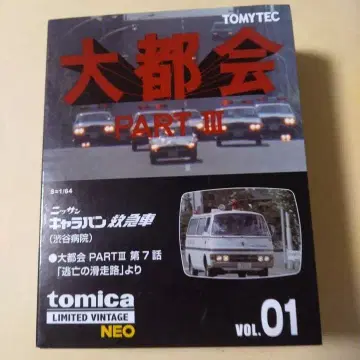 TOMYTEC
大都会
PART III
S=1/64
ニッサン
キャラバン救急車
(渋谷病院)
●大都会 PARTⅢ 第7話
「逃亡の滑走路」より
tomica
LIMITED VINTAGE
NEO
VOL.01